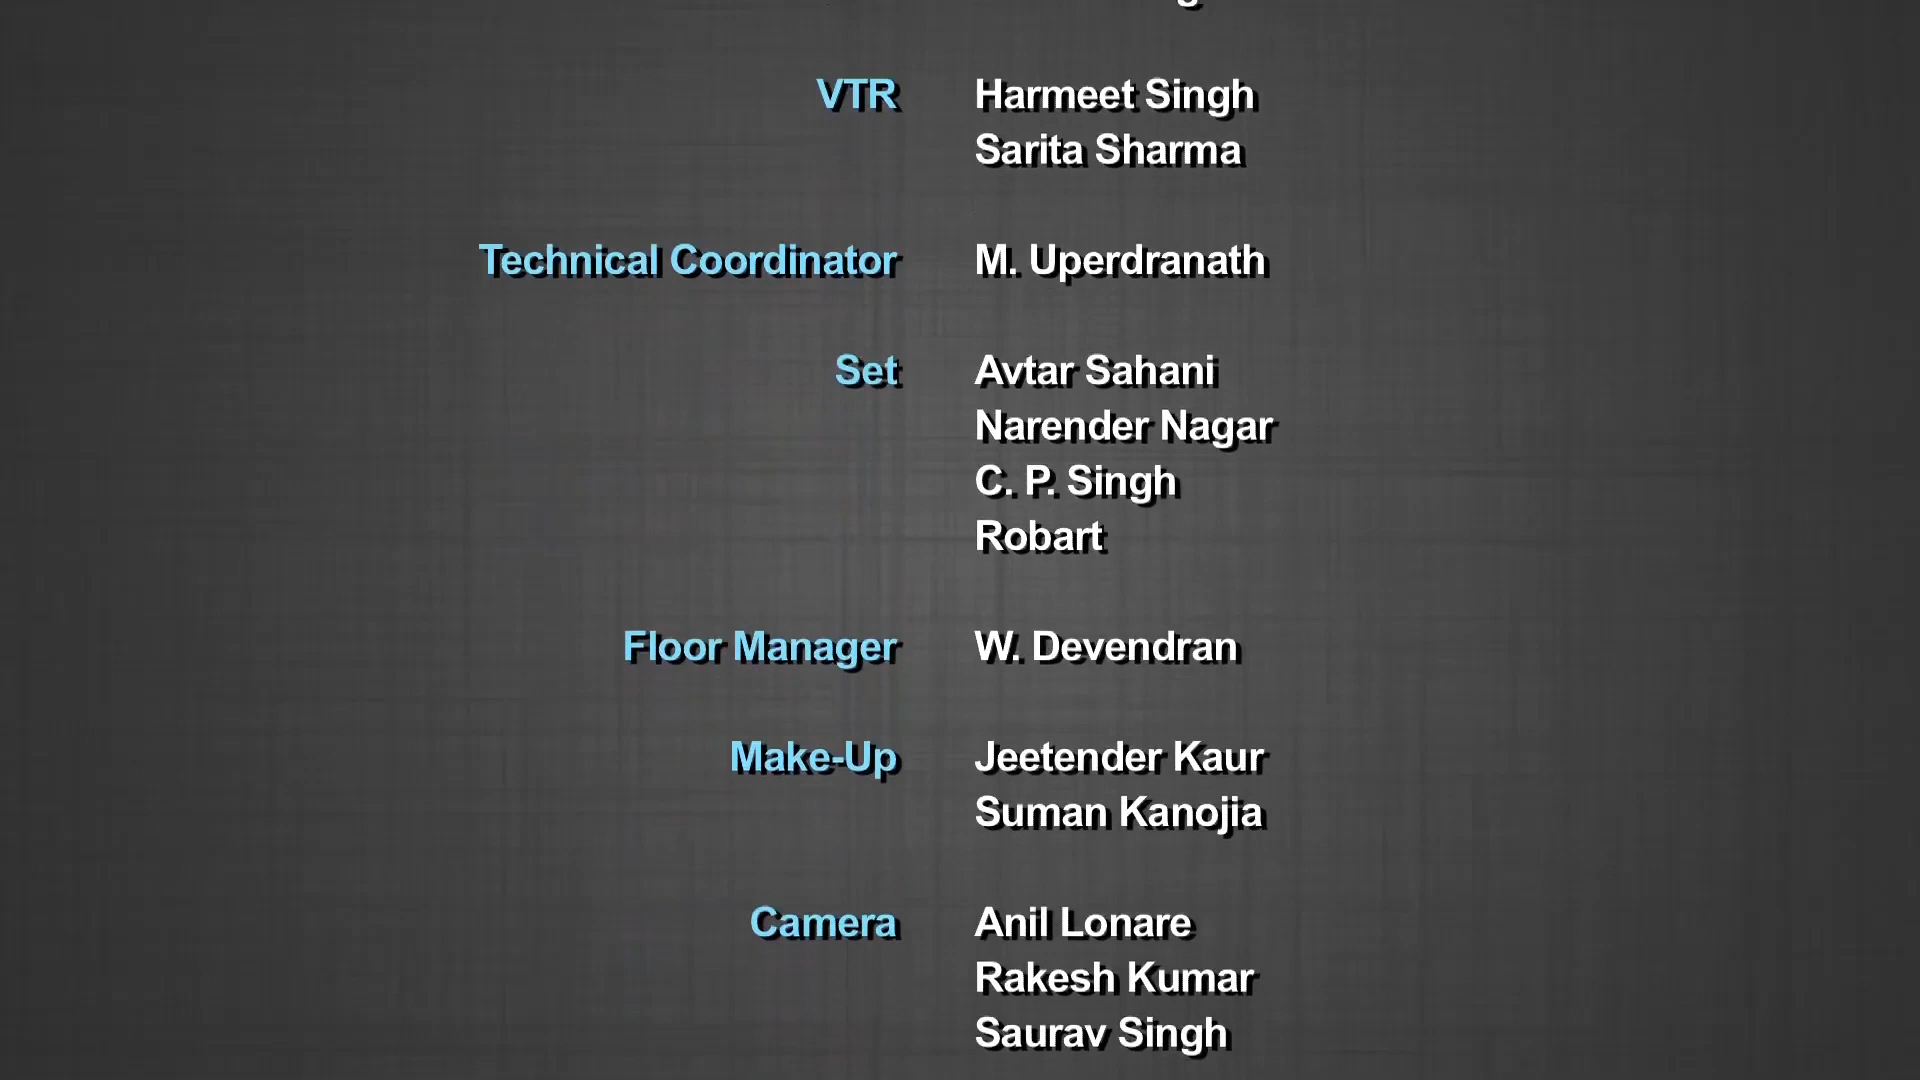 VTR Harmeet Singh
Sarita Sharma
Technical Coordinator M. Uperdranath
Set Avtar Sahani
Narender Nagar
C. P. Singh
Robart
Floor Manager W. Devendran
Make-Up Jeetender Kaur
Suman Kanojia
Camera Anil Lonare
Rakesh Kumar
Saurav Singh